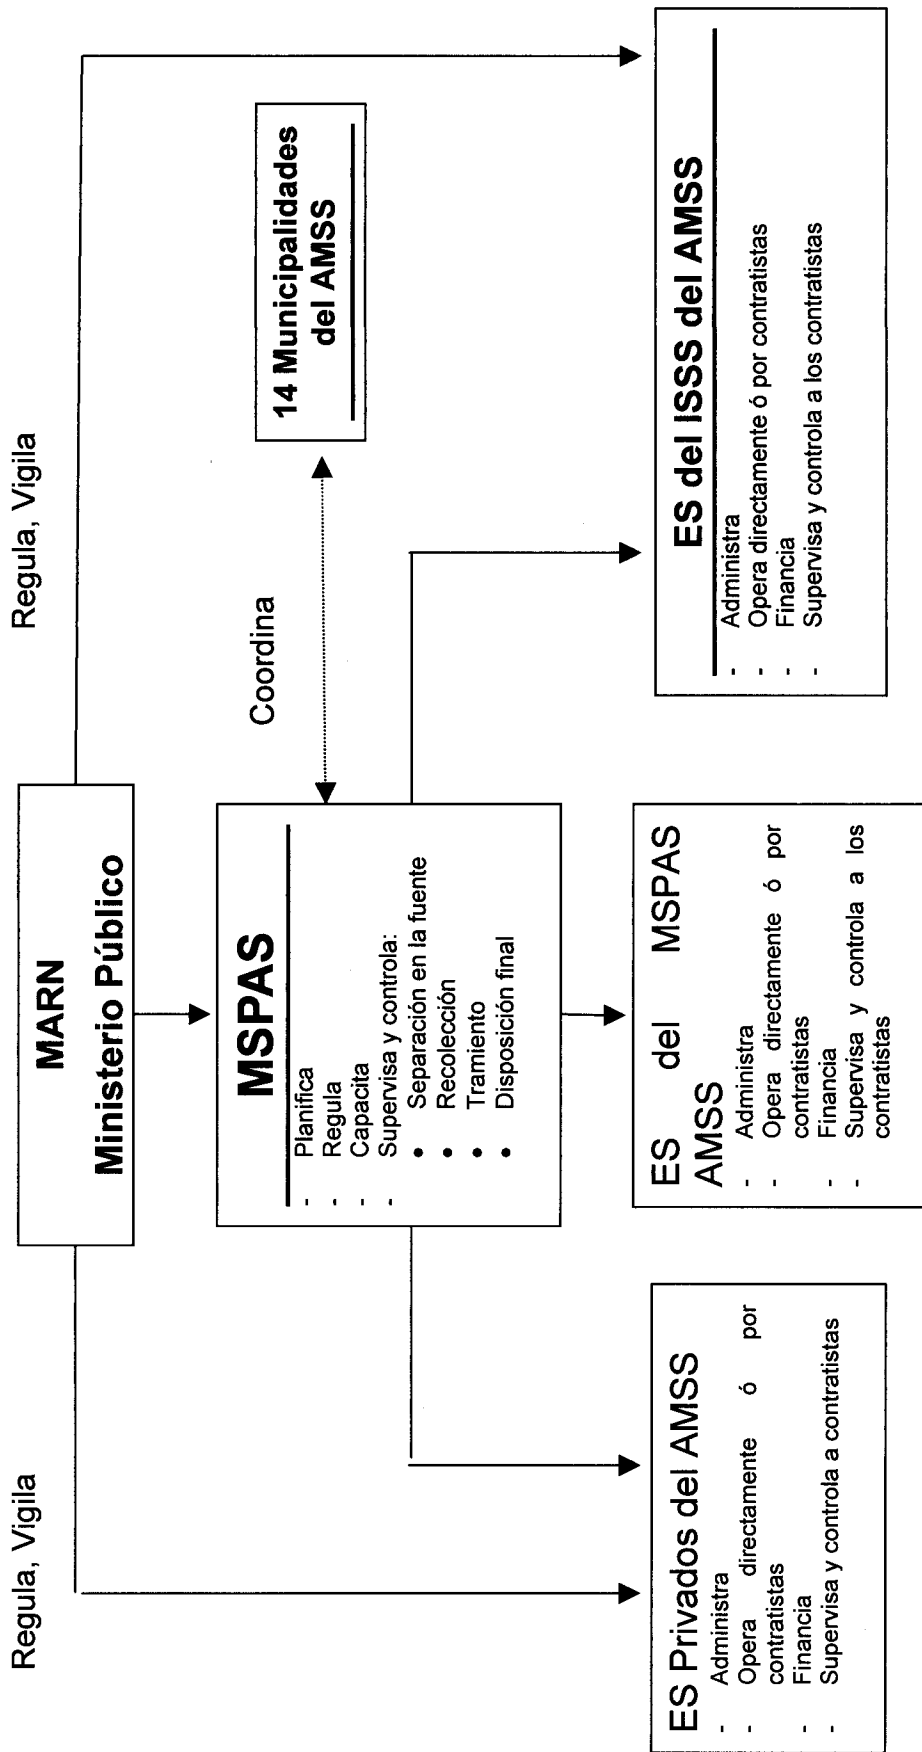 Regula, Vigila
Regula, Vigila
MARN
Ministerio Público
14 Municipalidades
del AMSS
Coordina
MSPAS
- Planifica
- Regula
- Capacita
- Supervisa y controla:
• Separación en la fuente
• Recolección
• Tramiento
• Disposición final
ES Privados del AMSS
- Administra
- Opera directamente ó por
contratistas
- Financia
- Supervisa y controla a contratistas
ES del MSPAS
AMSS
- Administra
- Opera directamente ó por
contratistas
- Financia
- Supervisa y controla a los
contratistas
ES del ISSS del AMSS
- Administra
- Opera directamente ó por contratistas
- Financia
- Supervisa y controla a los contratistas